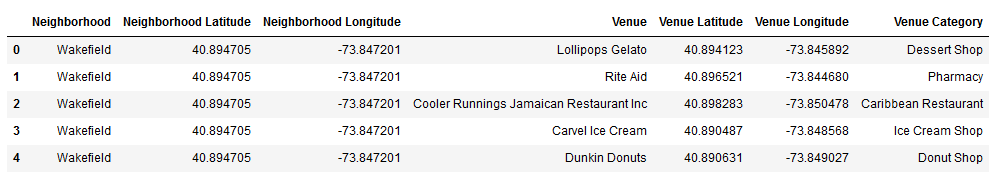 Neighborhood Neighborhood Latitude Neighborhood Longitude Venue Venue Latitude Venue Longitude Venue Category
0 Wakefield 40.894705 -73.847201 Lollipops Gelato 40.894123 -73.845892 Dessert Shop
1 Wakefield 40.894705 -73.847201 Rite Aid 40.896521 -73.844680 Pharmacy
2 Wakefield 40.894705 -73.847201 Cooler Runnings Jamaican Restaurant Inc 40.898283 -73.850478 Caribbean Restaurant
3 Wakefield 40.894705 -73.847201 Carvel Ice Cream 40.890487 -73.848568 Ice Cream Shop
4 Wakefield 40.894705 -73.847201 Dunkin Donuts 40.890631 -73.849027 Donut Shop